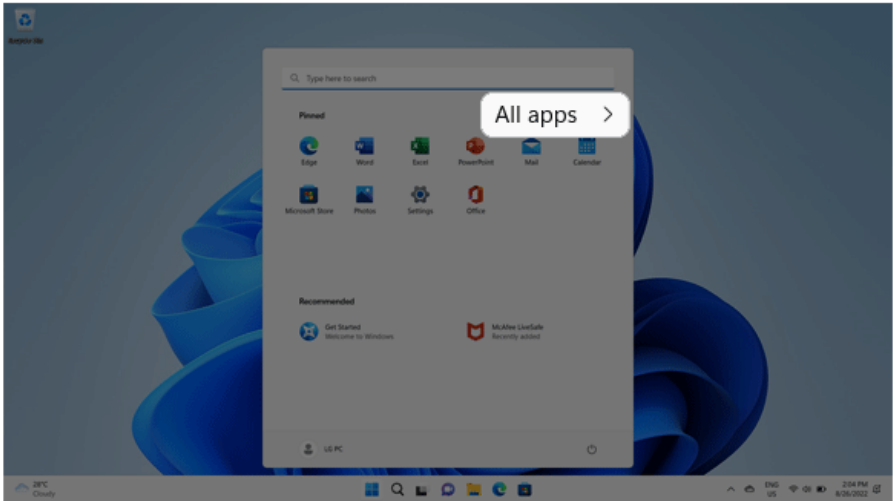 Recycle Bin
Type here to search
Pinned
All apps >
Edge
Word
Excel
PowerPoint
Mail
Calendar
Microsoft Store
Photos
Settings
Office
Recommended
Get Started
Welcome to Windows
McAfee LiveSafe
Recently added
LG PC
28°C
Cloudy
ENG
US
2:04 PM
8/26/2022